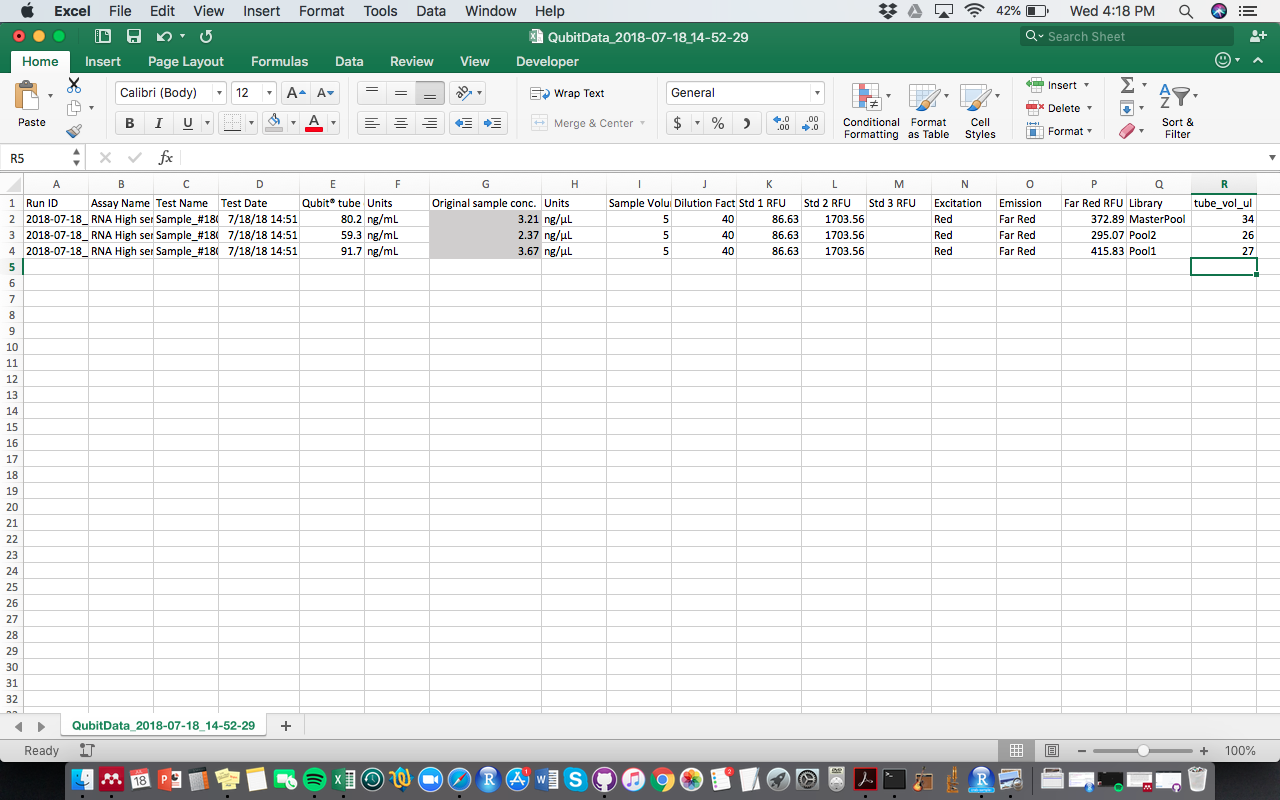 Excel File Edit View Insert Format Tools Data Window Help 42% Wed 4:18 PM
QubitData_2018-07-18_14-52-29 Search Sheet
Home Insert Page Layout Formulas Data Review View Developer
Paste Calibri (Body) 12 A A Wrap Text General Conditional Formatting Format as Table Cell Styles Insert Delete Format Sort & Filter
B I U A Merge & Center $ % .0 .00 .00 .0
R5 fx
A B C D E F G H I J K L M N O P Q R
1 Run ID Assay Name Test Name Test Date Qubit® tube Units Original sample conc. Units Sample Volu Dilution Fact Std 1 RFU Std 2 RFU Std 3 RFU Excitation Emission Far Red RFU Library tube_vol_ul
2 2018-07-18_ RNA High ser Sample_#180 7/18/18 14:51 80.2 ng/mL 3.21 ng/µL 5 40 86.63 1703.56 Red Far Red 372.89 MasterPool 34
3 2018-07-18_ RNA High ser Sample_#180 7/18/18 14:51 59.3 ng/mL 2.37 ng/µL 5 40 86.63 1703.56 Red Far Red 295.07 Pool2 26
4 2018-07-18_ RNA High ser Sample_#180 7/18/18 14:51 91.7 ng/mL 3.67 ng/µL 5 40 86.63 1703.56 Red Far Red 415.83 Pool1 27
5
6
7
8
9
10
11
12
13
14
15
16
17
18
19
20
21
22
23
24
25
26
27
28
29
30
31
32
QubitData_2018-07-18_14-52-29 +
Ready 100%